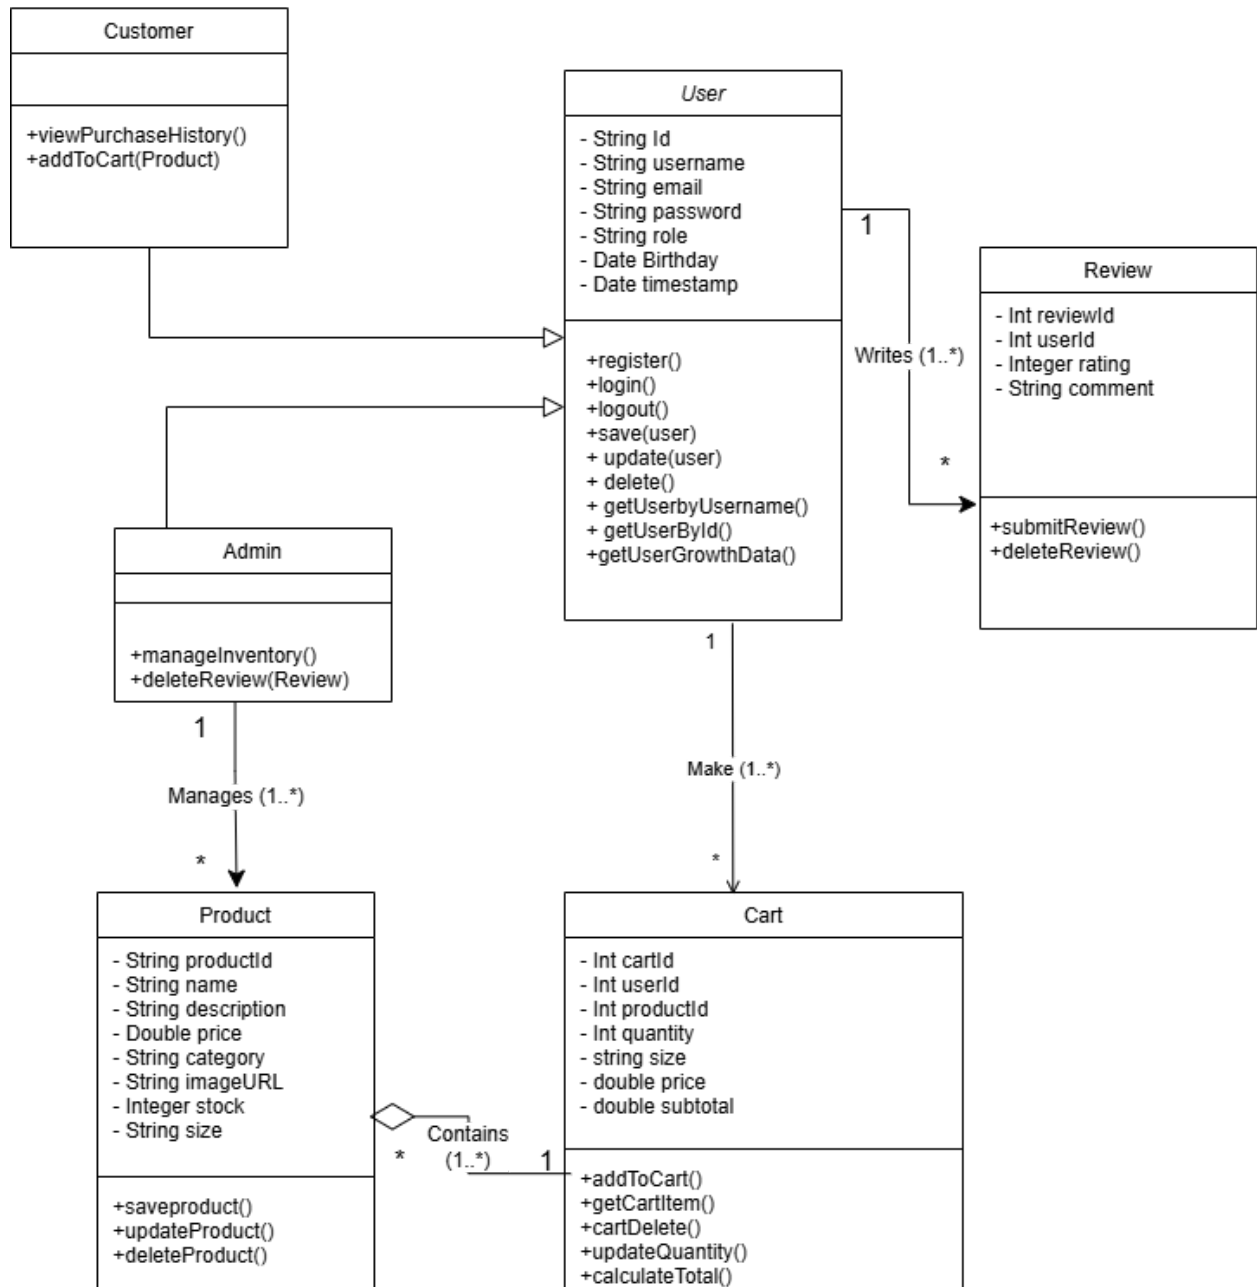 Customer
+viewPurchaseHistory()
+addToCart(Product)
User
- String Id
- String username
- String email
- String password
- String role
- Date Birthday
- Date timestamp
+register()
+login()
+logout()
+save(user)
+ update(user)
+ delete()
+ getUserbyUsername()
+ getUserById()
+getUserGrowthData()
1
Writes (1..*)
*
Review
- Int reviewId
- Int userId
- Integer rating
- String comment
+submitReview()
+deleteReview()
Admin
+manageInventory()
+deleteReview(Review)
1
Manages (1..*)
*
1
Make (1..*)
*
Product
- String productId
- String name
- String description
- Double price
- String category
- String imageURL
- Integer stock
- String size
+saveproduct()
+updateProduct()
+deleteProduct()
*
Contains
(1..*)
1
Cart
- Int cartId
- Int userId
- Int productId
- Int quantity
- string size
- double price
- double subtotal
+addToCart()
+getCartItem()
+cartDelete()
+updateQuantity()
+calculateTotal()